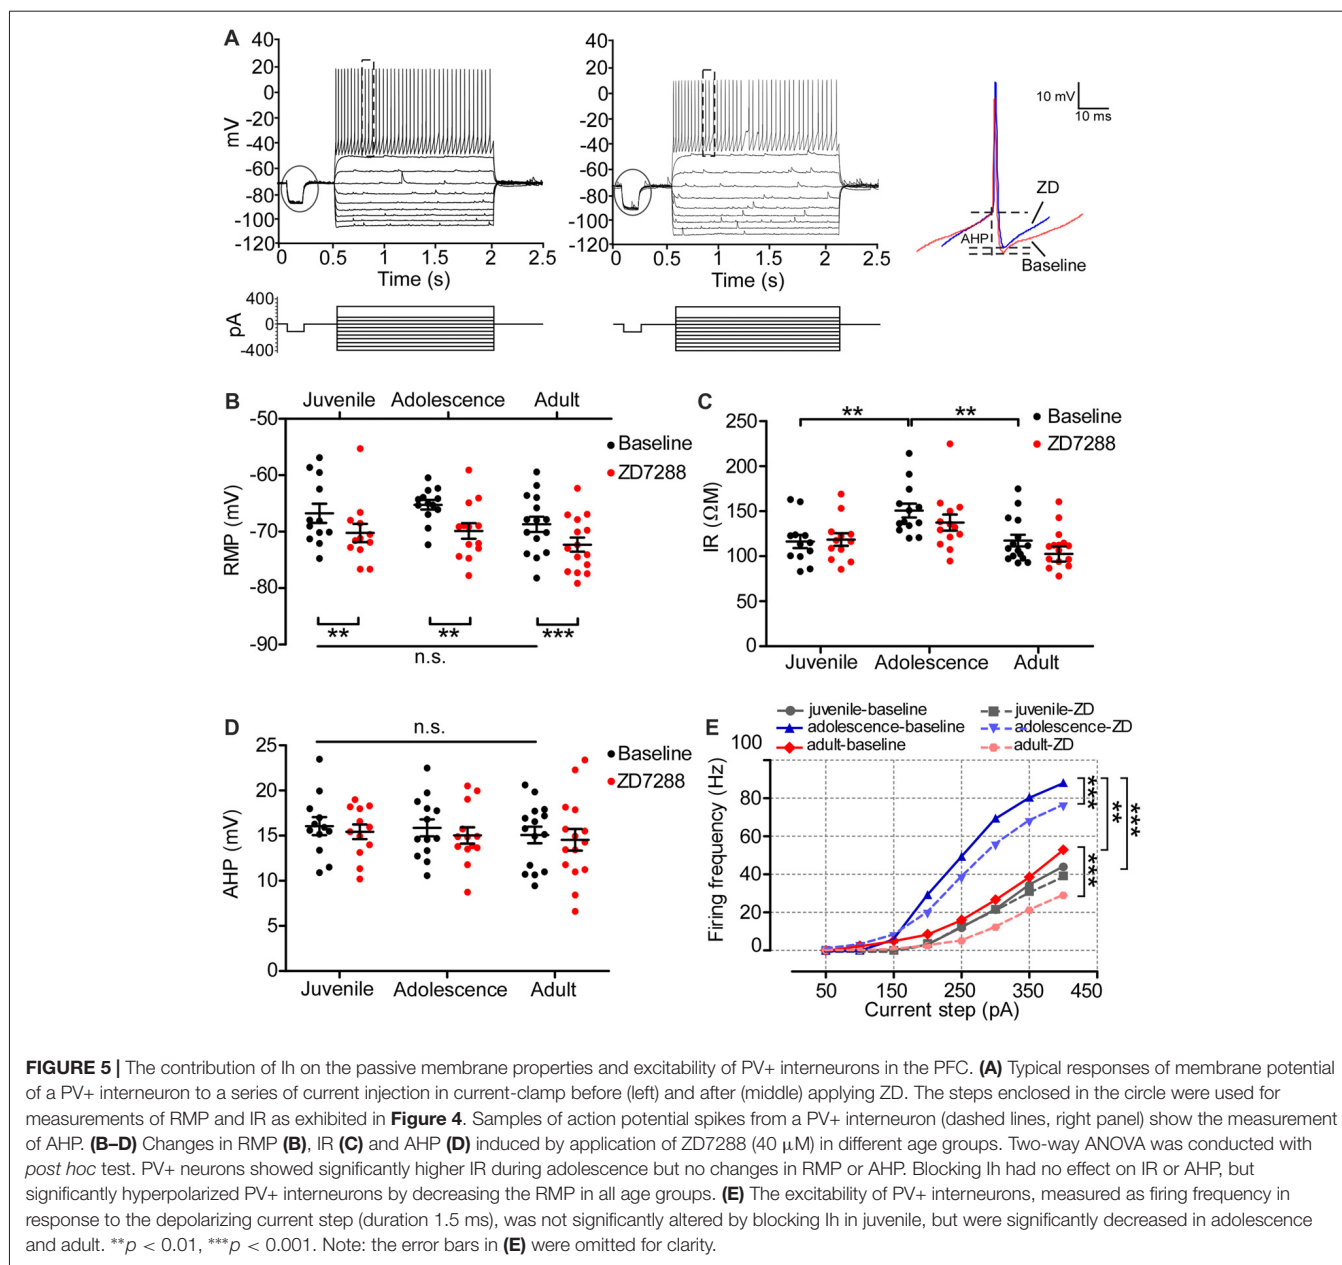 A
40
20
0
-20
-40
-60
-80
-100
-120
mV
0 0.5 1 1.5 2 2.5
Time (s)
400
0
-400
pA
40
20
0
-20
-40
-60
-80
-100
-120
0 0.5 1 1.5 2 2.5
Time (s)
10 mV
10 ms
ZD
AHP
Baseline
B
Juvenile Adolescence Adult
-50
-60
-70
-80
-90
RMP (mV)
Baseline
ZD7288
** ** ***
n.s.
C
250
200
150
100
50
0
IR (ΩM)
** **
Baseline
ZD7288
Juvenile Adolescence Adult
D
n.s.
25
20
15
10
5
0
AHP (mV)
Baseline
ZD7288
Juvenile Adolescence Adult
E
juvenile-baseline juvenile-ZD
adolescence-baseline adolescence-ZD
adult-baseline adult-ZD
100
80
60
40
20
0
Firing frequency (Hz)
50 150 250 350 450
Current step (pA)
***
**
***
***
FIGURE 5 | The contribution of Ih on the passive membrane properties and excitability of PV+ interneurons in the PFC. (A) Typical responses of membrane potential
of a PV+ interneuron to a series of current injection in current-clamp before (left) and after (middle) applying ZD. The steps enclosed in the circle were used for
measurements of RMP and IR as exhibited in Figure 4. Samples of action potential spikes from a PV+ interneuron (dashed lines, right panel) show the measurement
of AHP. (B–D) Changes in RMP (B), IR (C) and AHP (D) induced by application of ZD7288 (40 μM) in different age groups. Two-way ANOVA was conducted with
post hoc test. PV+ neurons showed significantly higher IR during adolescence but no changes in RMP or AHP. Blocking Ih had no effect on IR or AHP, but
significantly hyperpolarized PV+ interneurons by decreasing the RMP in all age groups. (E) The excitability of PV+ interneurons, measured as firing frequency in
response to the depolarizing current step (duration 1.5 ms), was not significantly altered by blocking Ih in juvenile, but were significantly decreased in adolescence
and adult. **p < 0.01, ***p < 0.001. Note: the error bars in (E) were omitted for clarity.